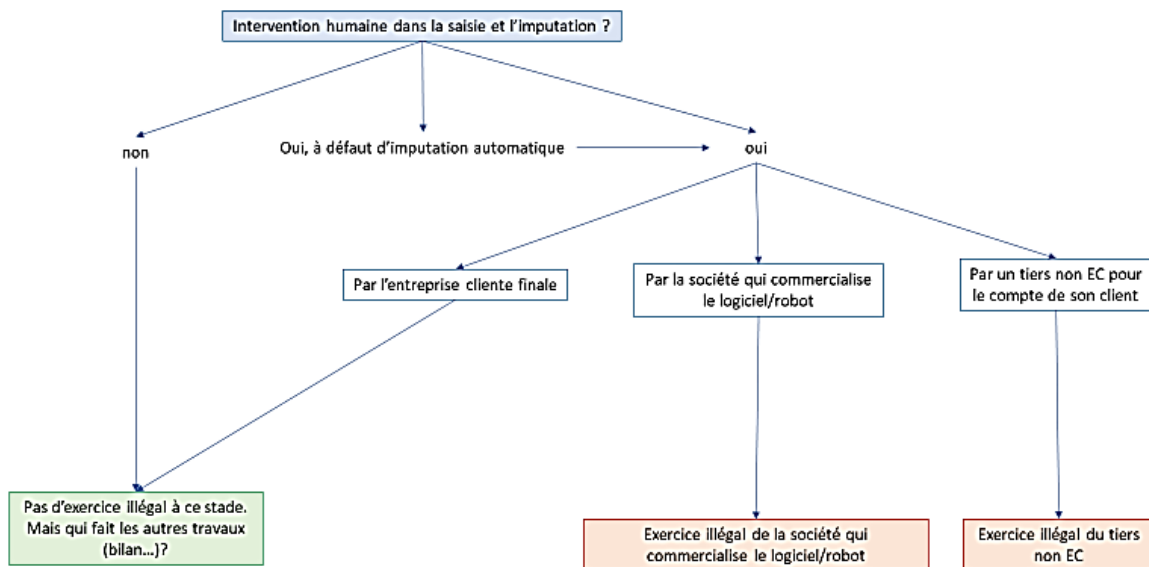 Intervention humaine dans la saisie et l'imputation ?
non
Oui, à défaut d'imputation automatique
oui
Par l'entreprise cliente finale
Par la société qui commercialise
le logiciel/robot
Par un tiers non EC pour
le compte de son client
Pas d'exercice illégal à ce stade.
Mais qui fait les autres travaux
(bilan...)?
Exercice illégal de la société qui
commercialise le logiciel/robot
Exercice illégal du tiers
non EC